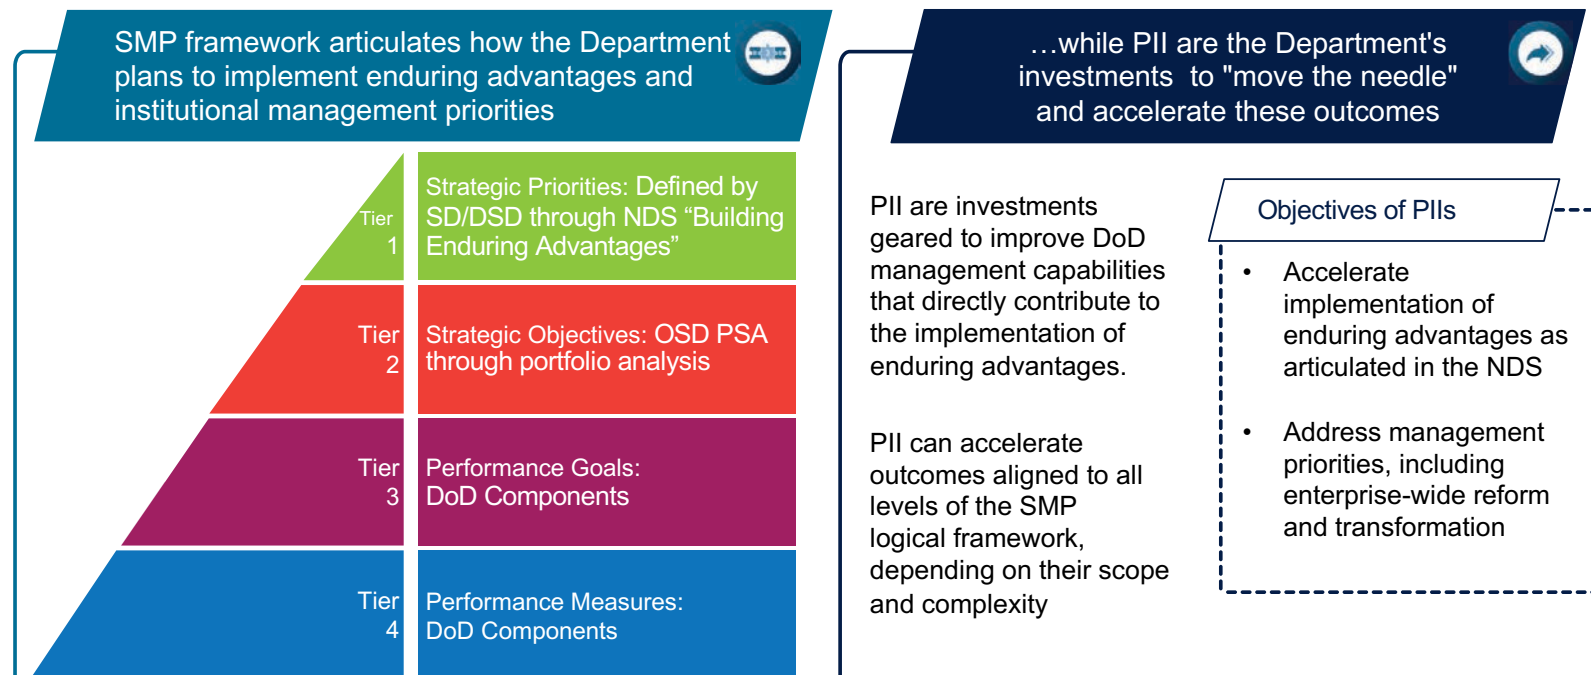 SMP framework articulates how the Department
plans to implement enduring advantages and
institutional management priorities
Tier
1
Strategic Priorities: Defined by
SD/DSD through NDS “Building
Enduring Advantages”
Tier
2
Strategic Objectives: OSD PSA
through portfolio analysis
Tier
3
Performance Goals:
DoD Components
Tier
4
Performance Measures:
DoD Components
…while PII are the Department's
investments to "move the needle"
and accelerate these outcomes
PII are investments
geared to improve DoD
management capabilities
that directly contribute to
the implementation of
enduring advantages.
PII can accelerate
outcomes aligned to all
levels of the SMP
logical framework,
depending on their scope
and complexity
Objectives of PIIs
• Accelerate
implementation of
enduring advantages as
articulated in the NDS
• Address management
priorities, including
enterprise-wide reform
and transformation